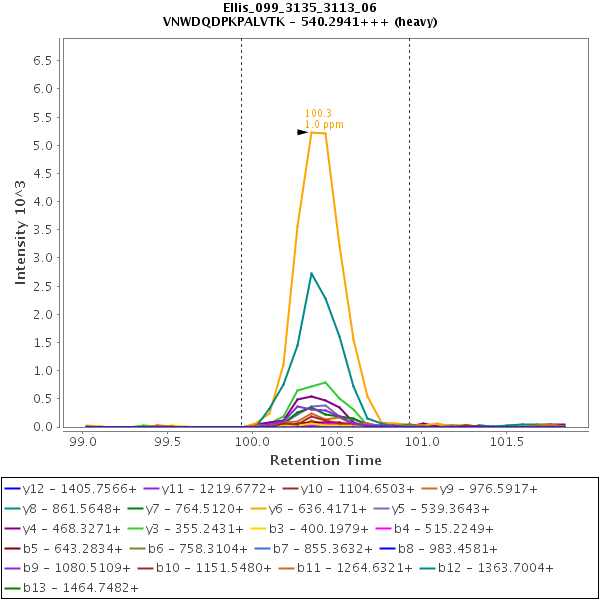 Ellis_099_3135_3113_06
VNWDQDPKPALVTK - 540.2941+++ (heavy)
100.3
1.0 ppm
Intensity 10^3
6.5
6.0
5.5
5.0
4.5
4.0
3.5
3.0
2.5
2.0
1.5
1.0
0.5
0.0
99.0 99.5 100.0 100.5 101.0 101.5
Retention Time
y12 - 1405.7566+ y11 - 1219.6772+ y10 - 1104.6503+ y9 - 976.5917+
y8 - 861.5648+ y7 - 764.5120+ y6 - 636.4171+ y5 - 539.3643+
y4 - 468.3271+ y3 - 355.2431+ b3 - 400.1979+ b4 - 515.2249+
b5 - 643.2834+ b6 - 758.3104+ b7 - 855.3632+ b8 - 983.4581+
b9 - 1080.5109+ b10 - 1151.5480+ b11 - 1264.6321+ b12 - 1363.7004+
b13 - 1464.7482+